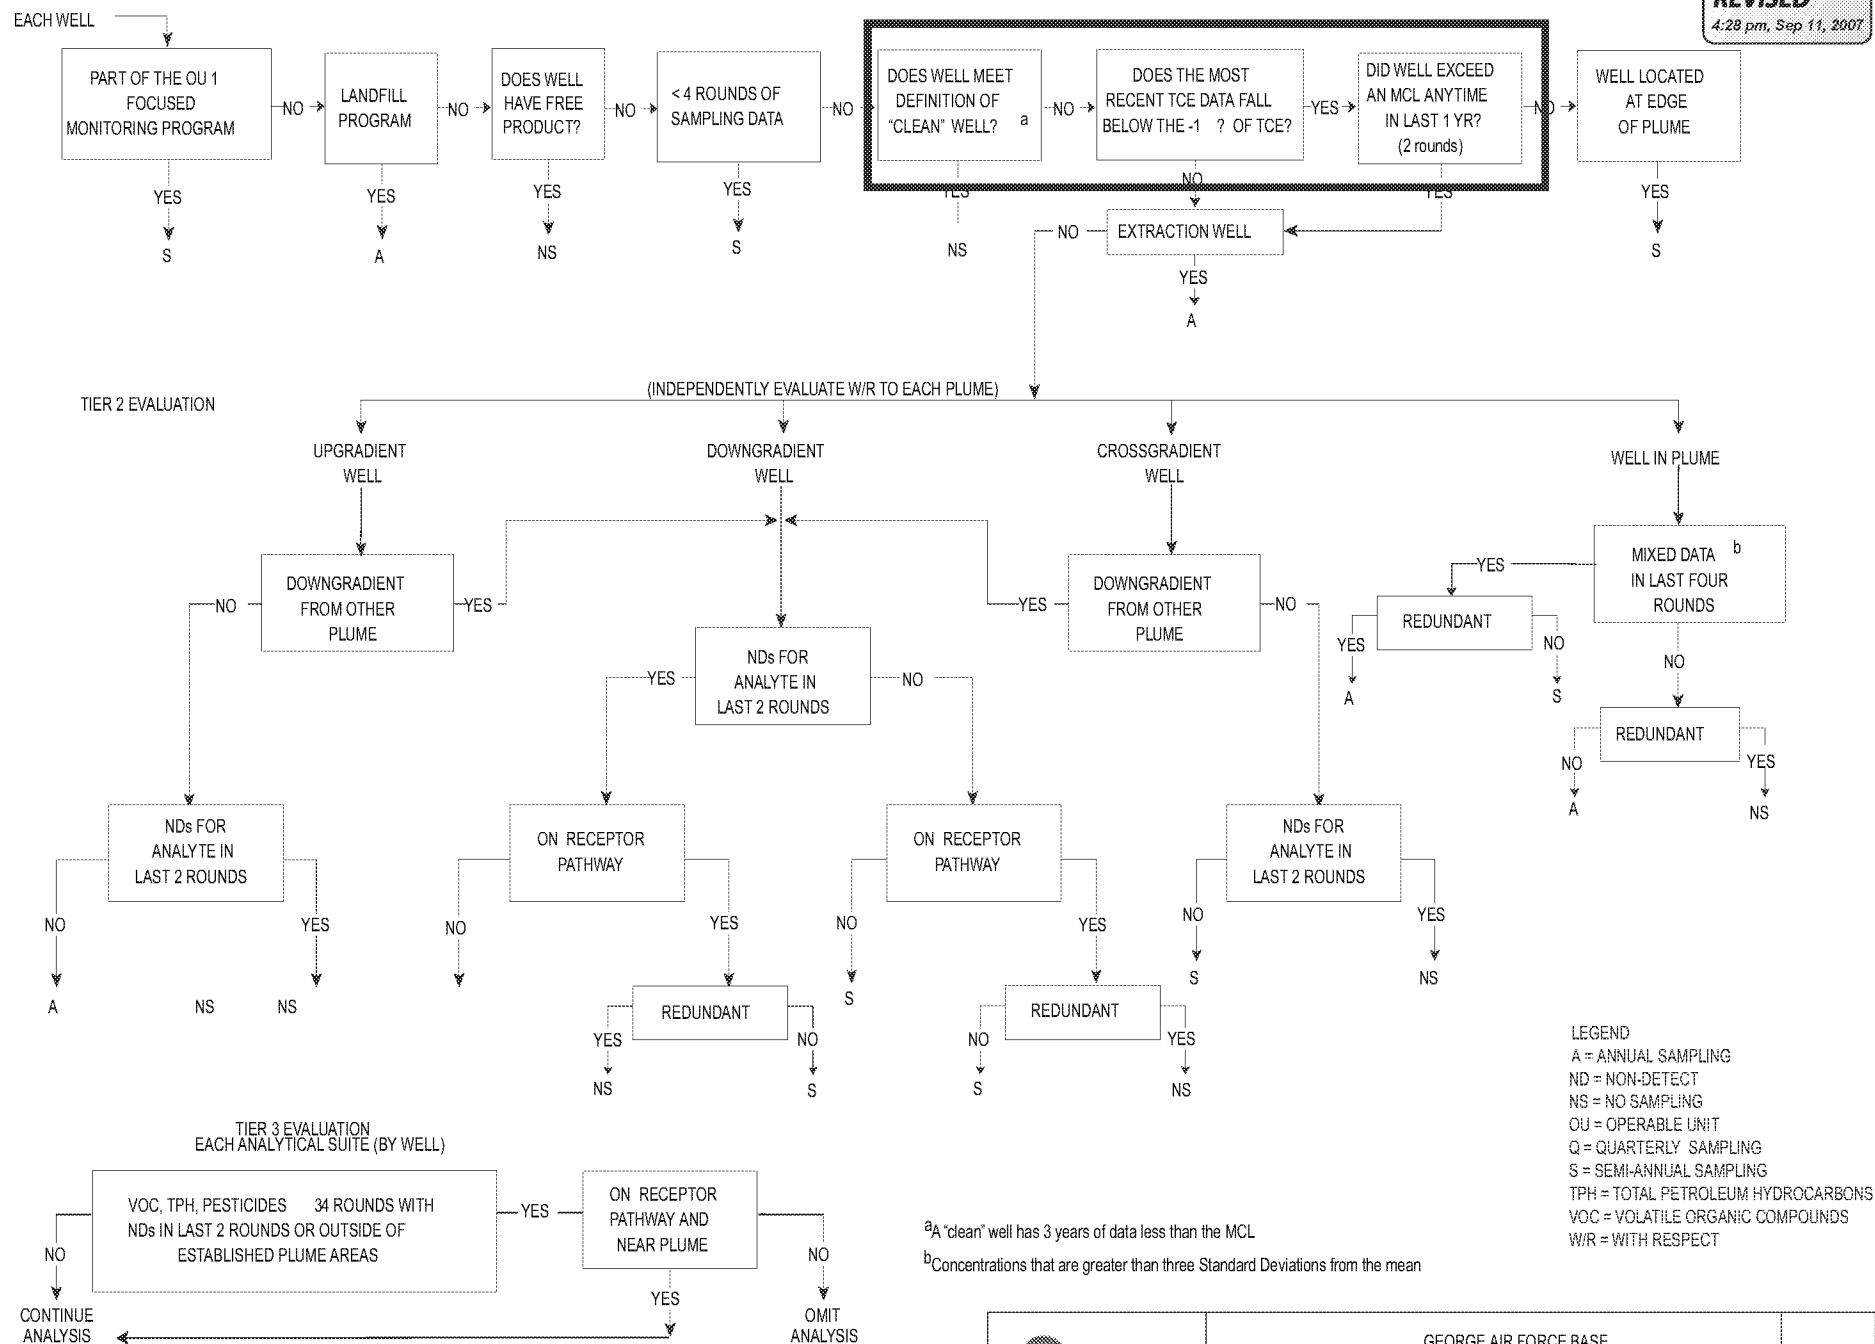 REVISED
4:28 pm, Sep 11, 2007
EACH WELL
PART OF THE OU 1
FOCUSED
MONITORING PROGRAM
NO
LANDFILL
PROGRAM
NO
DOES WELL
HAVE FREE
PRODUCT?
NO
< 4 ROUNDS OF
SAMPLING DATA
NO
DOES WELL MEET
DEFINITION OF
“CLEAN” WELL? a
NO
DOES THE MOST
RECENT TCE DATA FALL
BELOW THE -1 ? OF TCE?
YES
DID WELL EXCEED
AN MCL ANYTIME
IN LAST 1 YR?
(2 rounds)
NO
WELL LOCATED
AT EDGE
OF PLUME
YES
YES
YES
YES
YES
NO
YES
YES
S
A
NS
S
NS
NO
EXTRACTION WELL
S
YES
A
(INDEPENDENTLY EVALUATE W/R TO EACH PLUME)
TIER 2 EVALUATION
UPGRADIENT
WELL
DOWNGRADIENT
WELL
CROSSGRADIENT
WELL
WELL IN PLUME
NO
DOWNGRADIENT
FROM OTHER
PLUME
YES
YES
DOWNGRADIENT
FROM OTHER
PLUME
NO
YES
MIXED DATA b
IN LAST FOUR
ROUNDS
REDUNDANT
YES
NO
A
S
NO
REDUNDANT
NO
YES
A
NS
YES
NDs FOR
ANALYTE IN
LAST 2 ROUNDS
NO
NDs FOR
ANALYTE IN
LAST 2 ROUNDS
ON RECEPTOR
PATHWAY
ON RECEPTOR
PATHWAY
NDs FOR
ANALYTE IN
LAST 2 ROUNDS
NO
YES
NO
YES
NO
YES
NO
YES
A
NS
NS
S
S
NS
REDUNDANT
YES
NO
NS
S
REDUNDANT
NO
YES
S
NS
LEGEND
A = ANNUAL SAMPLING
ND = NON-DETECT
NS = NO SAMPLING
OU = OPERABLE UNIT
Q = QUARTERLY SAMPLING
S = SEMI-ANNUAL SAMPLING
TPH = TOTAL PETROLEUM HYDROCARBONS
VOC = VOLATILE ORGANIC COMPOUNDS
W/R = WITH RESPECT
TIER 3 EVALUATION
EACH ANALYTICAL SUITE (BY WELL)
VOC, TPH, PESTICIDES 34 ROUNDS WITH
NDs IN LAST 2 ROUNDS OR OUTSIDE OF
ESTABLISHED PLUME AREAS
YES
ON RECEPTOR
PATHWAY AND
NEAR PLUME
NO
NO
YES
CONTINUE
ANALYSIS
OMIT
ANALYSIS
aA “clean” well has 3 years of data less than the MCL
bConcentrations that are greater than three Standard Deviations from the mean
GEORGE AIR FORCE BASE